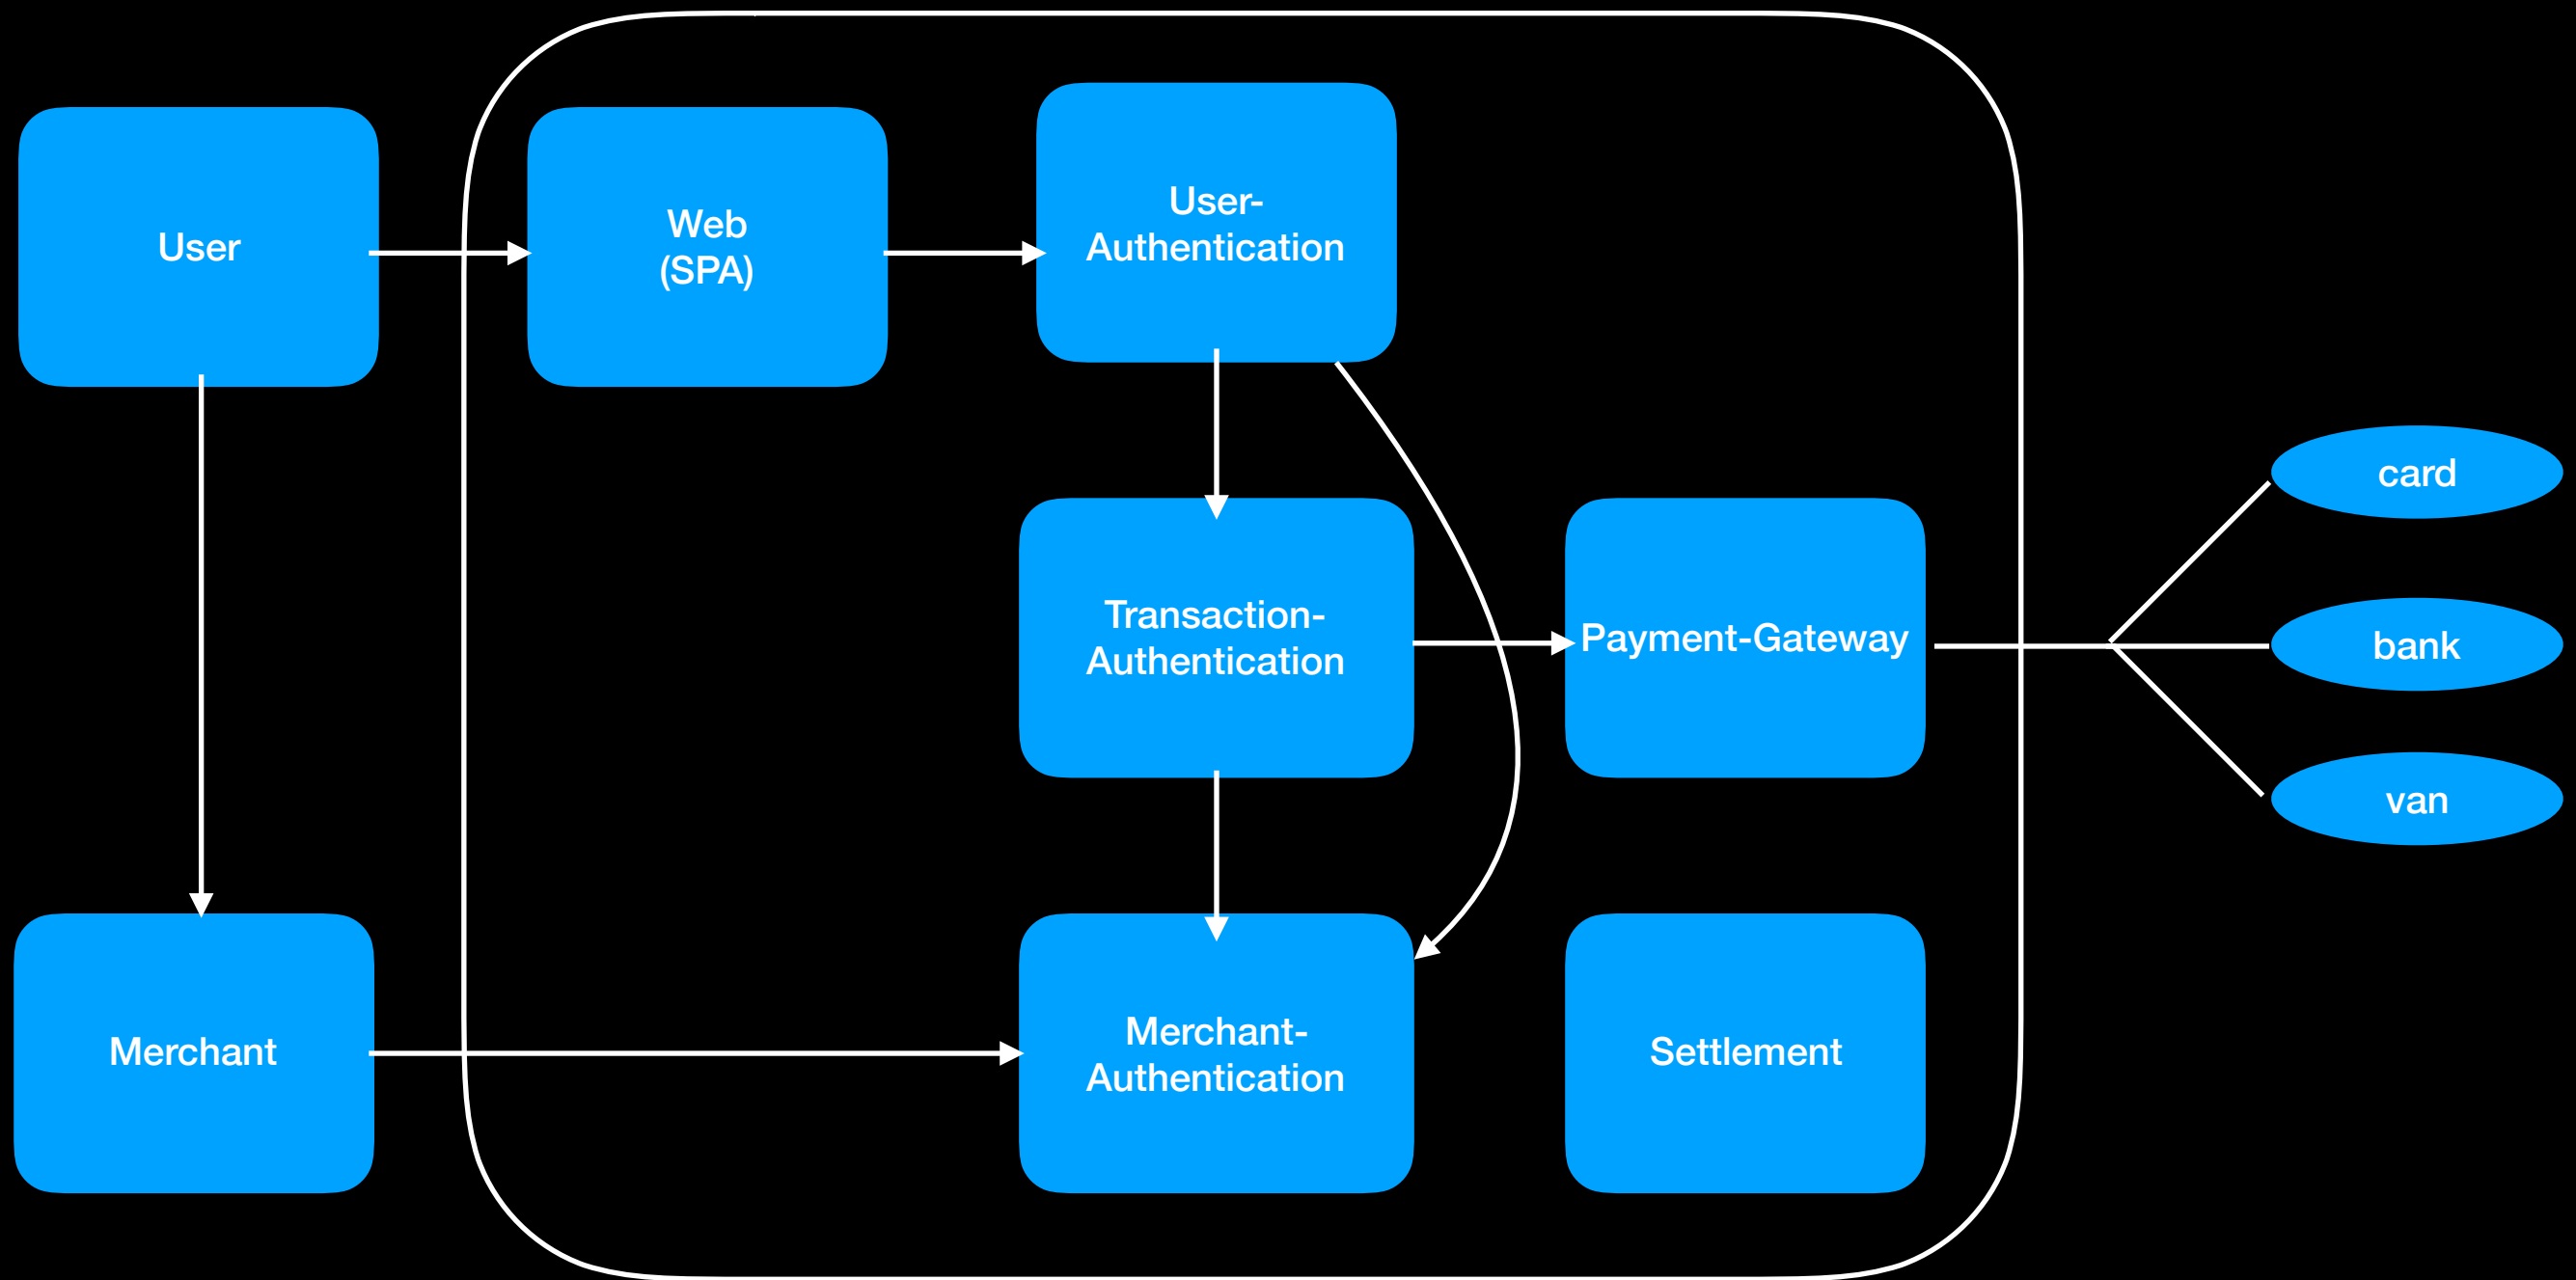 User
Web
(SPA)
User-
Authentication
Transaction-
Authentication
Payment-Gateway
card
bank
van
Merchant
Merchant-
Authentication
Settlement